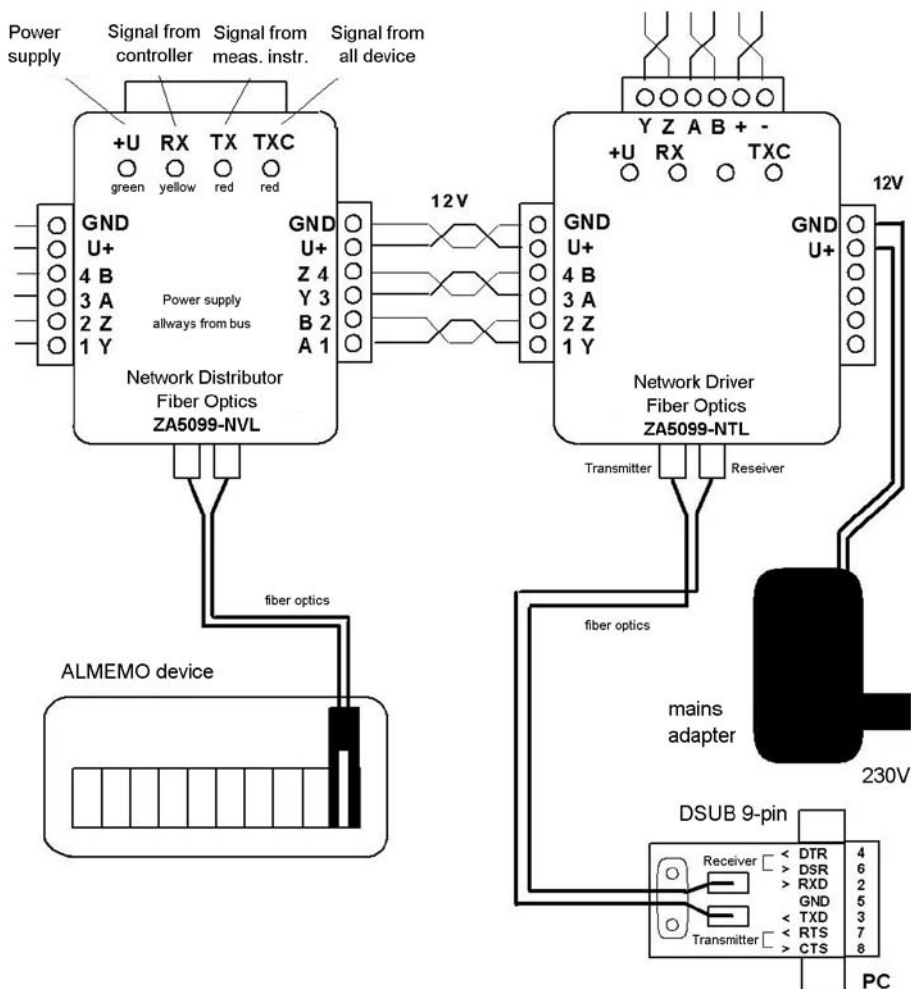 Power
supply
Signal from
controller
Signal from
meas. instr.
Signal from
all device
+U RX TX TXC
green yellow red red
GND
U+
4 B
3 A
2 Z
1 Y
GND
U+
Z 4
Y 3
B 2
A 1
Power supply
allways from bus
Network Distributor
Fiber Optics
ZA5099-NVL
12V
Y Z A B + -
+U RX TXC
GND
U+
4 B
3 A
2 Z
1 Y
GND
U+
12V
Network Driver
Fiber Optics
ZA5099-NTL
Transmitter
Reseiver
fiber optics
fiber optics
ALMEMO device
mains
adapter
230V
DSUB 9-pin
Receiver
Transmitter
< DTR 4
> DSR 6
> RXD 2
GND 5
< TXD 3
< RTS 7
> CTS 8
PC